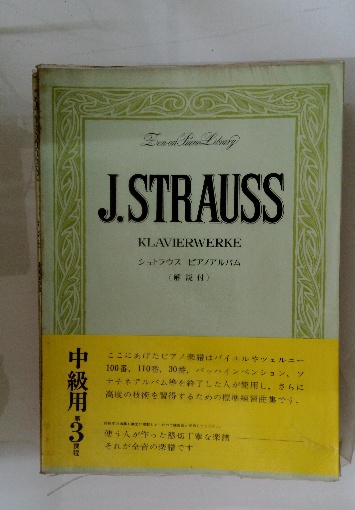 Zen-on Piano Library
J.STRAUSS
KLAVIERWERKE
シュトラウス ピアノアルバム
(解説付)
中級用
第3課程
ここにあげたピアノ楽譜はバイエルやツェルニー
100番、110番、30番、バッハインベンション、ソ
ナチネアルバム等を終了した人が使用し、さらに
高度の技術を習得するための標準練習曲集です。
使う人が作った懇切丁寧な楽譜
それが全音の楽譜です